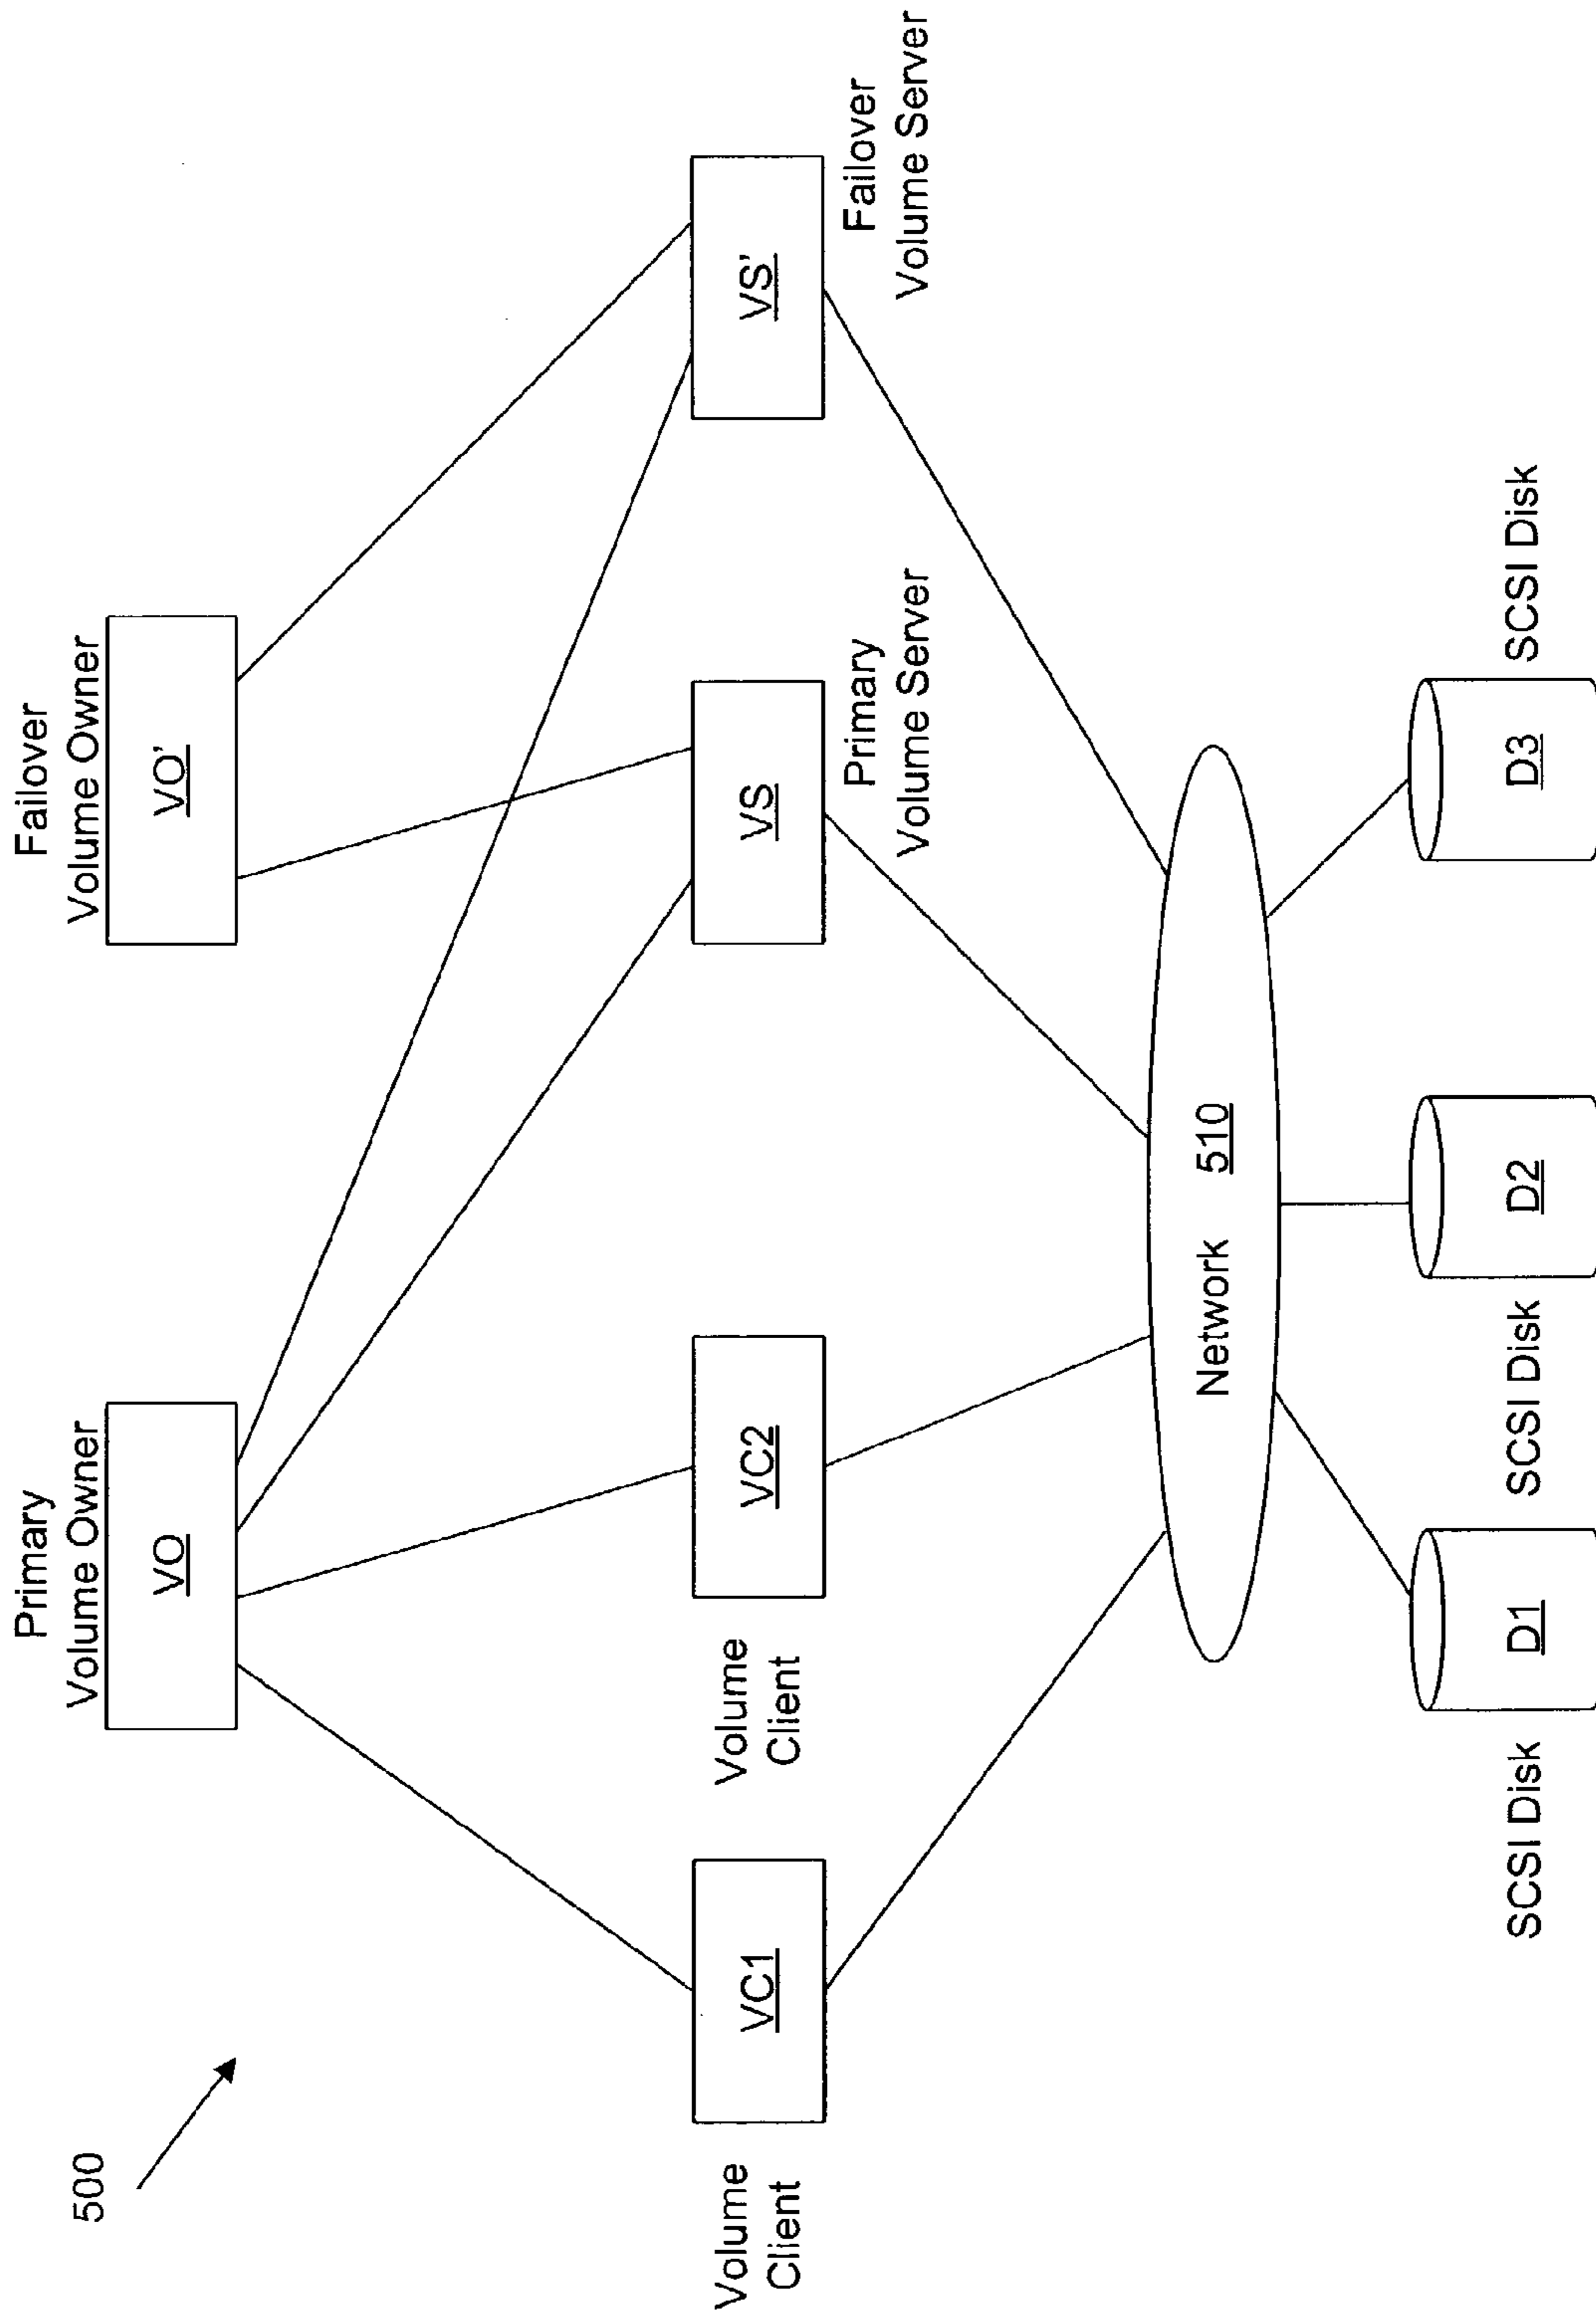 500
Primary
Volume Owner
VO
Failover
Volume Owner
VO'
Volume
Client
VC1
Volume
Client
VC2
VS
Primary
Volume Server
VS'
Failover
Volume Server
Network 510
SCSI Disk
D1
SCSI Disk
D2
D3
SCSI Disk